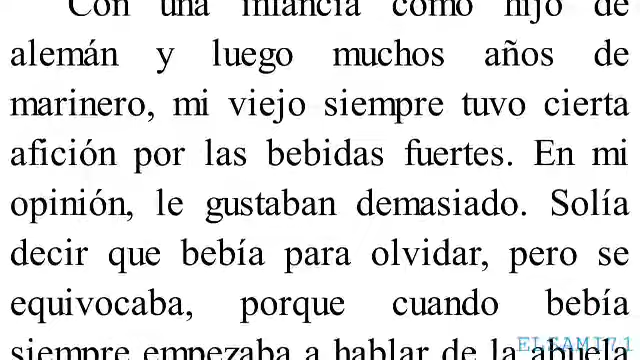 Con una infancia como hijo de
alemán y luego muchos años de
marinero, mi viejo siempre tuvo cierta
afición por las bebidas fuertes. En mi
opinión, le gustaban demasiado. Solía
decir que bebía para olvidar, pero se
equivocaba, porque cuando bebía
siempre empezaba a hablar de la abuela
ELSAMI71